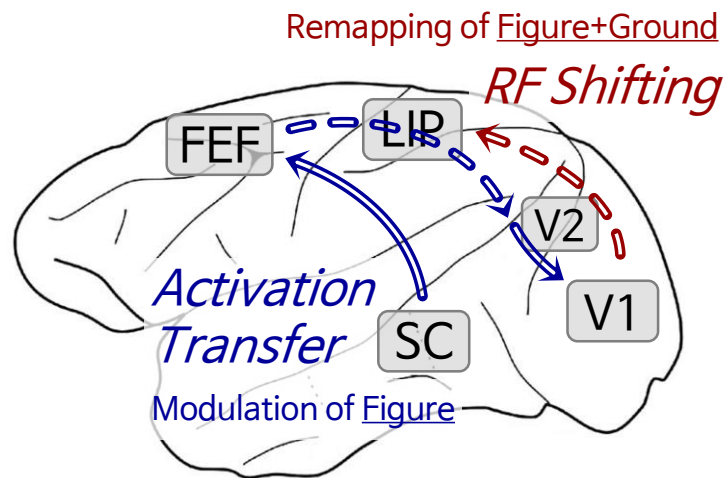 Remapping of Figure+Ground
RF Shifting
FEF
LIP
V2
V1
SC
Activation
Transfer
Modulation of Figure